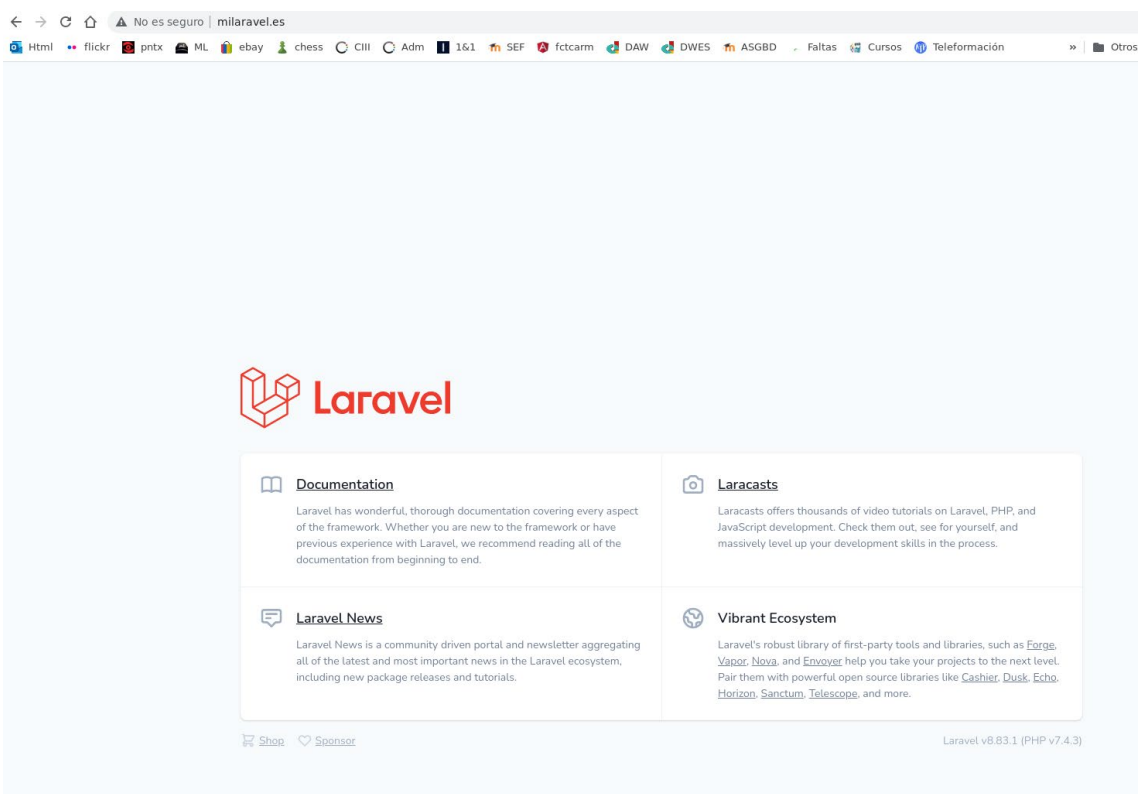 No es seguro | milaravel.es
Html flickr pntx ML ebay chess CIII Adm 1&1 SEF fctcarm DAW DWES ASGBD Faltas Cursos Teleformación » Otros
Laravel
Documentation
Laravel has wonderful, thorough documentation covering every aspect
of the framework. Whether you are new to the framework or have
previous experience with Laravel, we recommend reading all of the
documentation from beginning to end.
Laracasts
Laracasts offers thousands of video tutorials on Laravel, PHP, and
JavaScript development. Check them out, see for yourself, and
massively level up your development skills in the process.
Laravel News
Laravel News is a community driven portal and newsletter aggregating
all of the latest and most important news in the Laravel ecosystem,
including new package releases and tutorials.
Vibrant Ecosystem
Laravel's robust library of first-party tools and libraries, such as Forge,
Vapor, Nova, and Envoyer help you take your projects to the next level.
Pair them with powerful open source libraries like Cashier, Dusk, Echo,
Horizon, Sanctum, Telescope, and more.
Shop Sponsor
Laravel v8.83.1 (PHP v7.4.3)